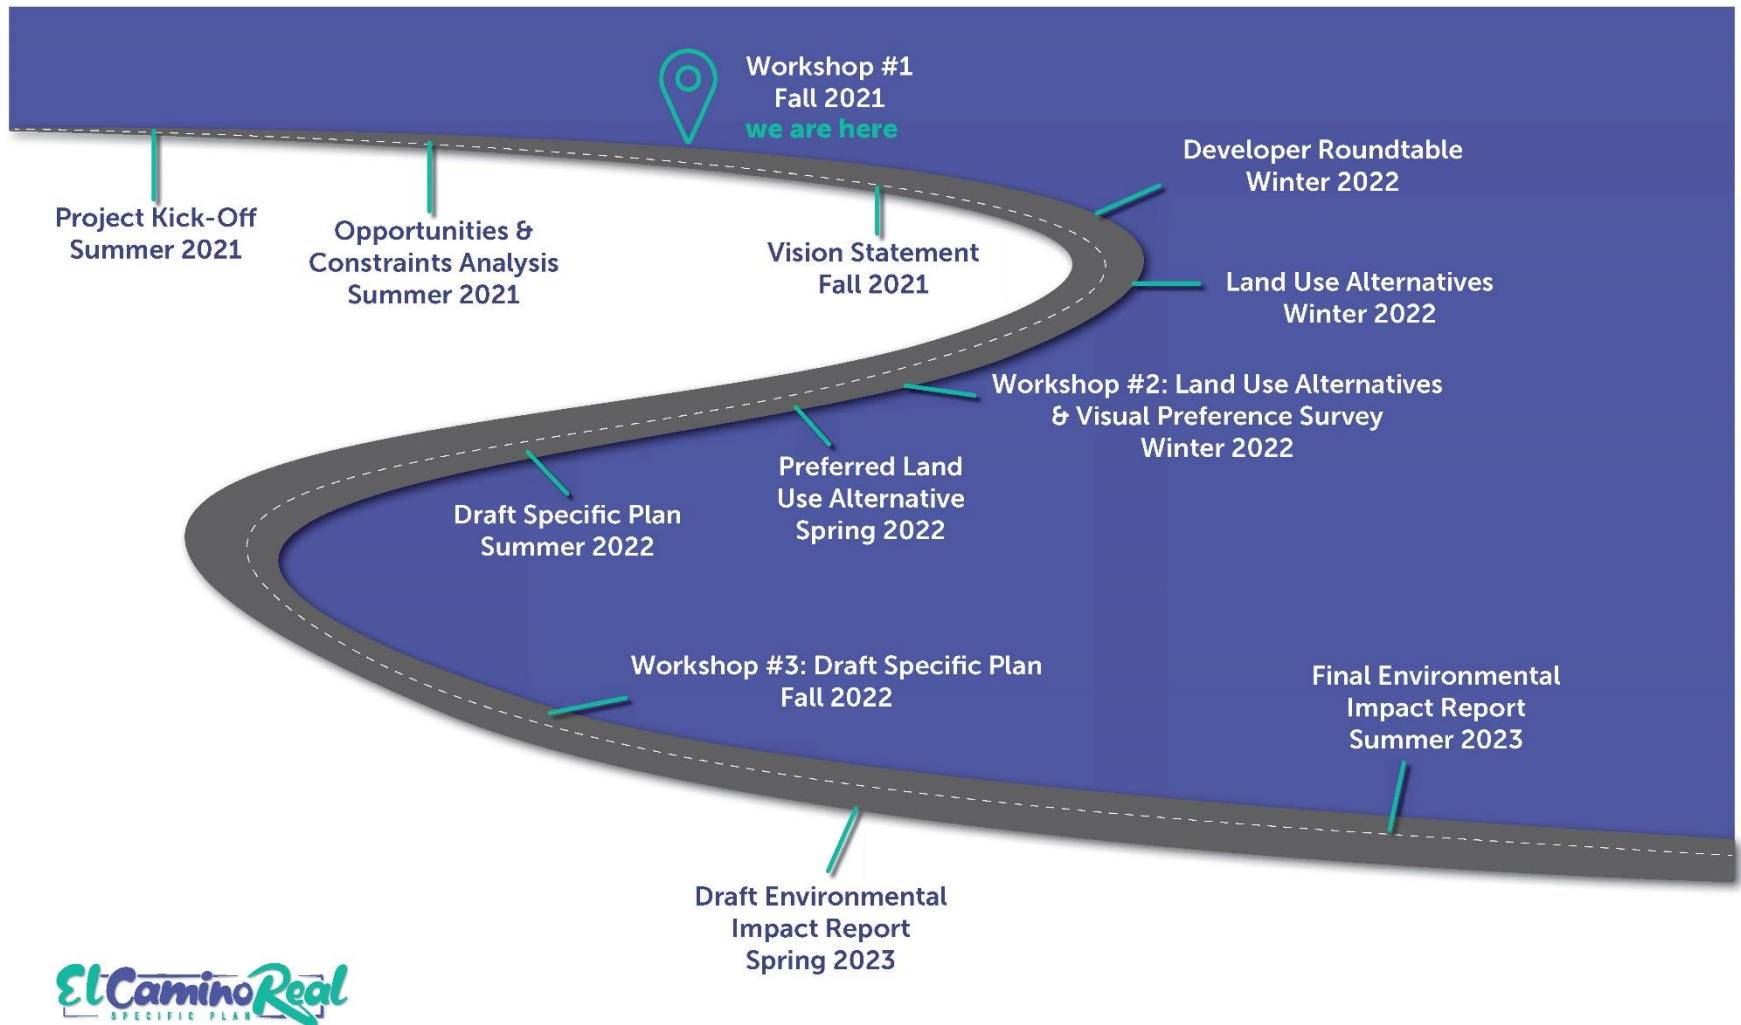 Workshop #1
Fall 2021
we are here
Project Kick-Off
Summer 2021
Opportunities &
Constraints Analysis
Summer 2021
Vision Statement
Fall 2021
Developer Roundtable
Winter 2022
Land Use Alternatives
Winter 2022
Workshop #2: Land Use Alternatives
& Visual Preference Survey
Winter 2022
Preferred Land
Use Alternative
Spring 2022
Draft Specific Plan
Summer 2022
Workshop #3: Draft Specific Plan
Fall 2022
Draft Environmental
Impact Report
Spring 2023
Final Environmental
Impact Report
Summer 2023
El Camino Real
SPECIFIC PLAN